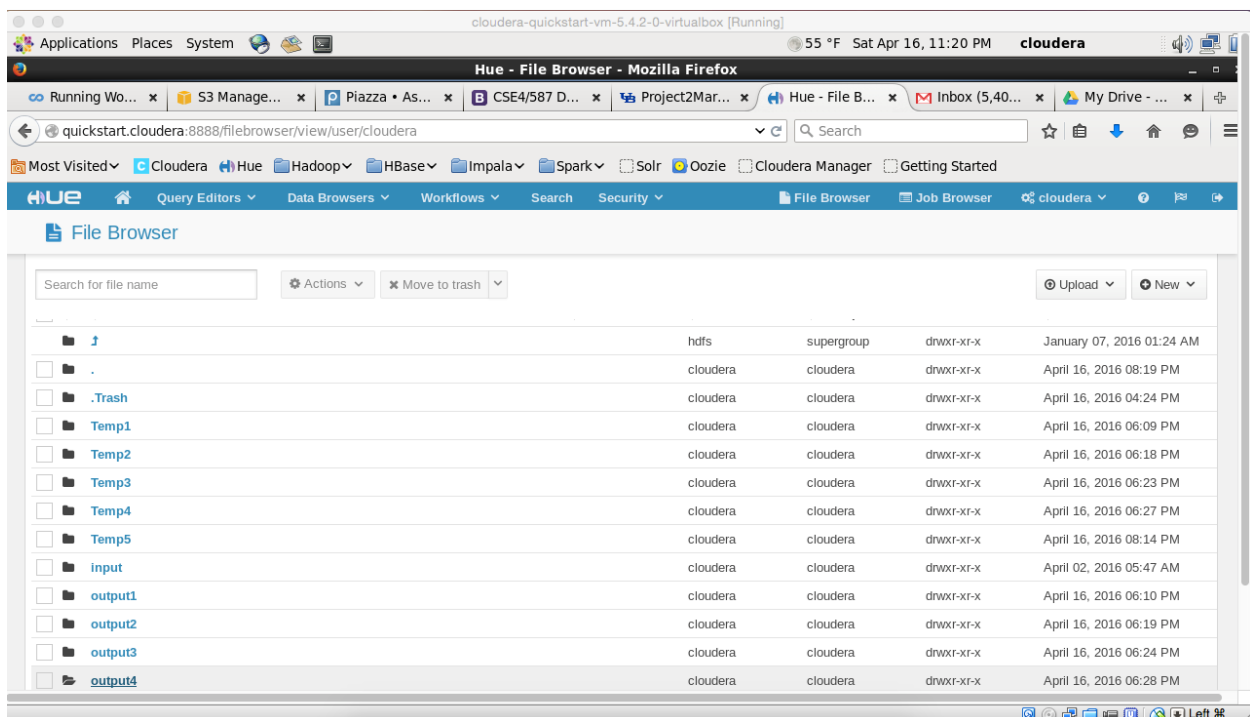 cloudera-quickstart-vm-5.4.2-0-virtualbox [Running]
Applications Places System 55 °F Sat Apr 16, 11:20 PM cloudera
Hue - File Browser - Mozilla Firefox
Running Wo... x S3 Manage... x Piazza • As... x CSE4/587 D... x Project2Mar... x Hue - File B... x Inbox (5,40... x My Drive - ... x
quickstart.cloudera:8888/filebrowser/view/user/cloudera Search
Most Visited Cloudera Hue Hadoop HBase Impala Spark Solr Oozie Cloudera Manager Getting Started
HUE Query Editors Data Browsers Workflows Search Security File Browser Job Browser cloudera
File Browser
Search for file name Actions Move to trash Upload New
hdfs supergroup drwxr-xr-x January 07, 2016 01:24 AM
. cloudera cloudera drwxr-xr-x April 16, 2016 08:19 PM
.Trash cloudera cloudera drwxr-xr-x April 16, 2016 04:24 PM
Temp1 cloudera cloudera drwxr-xr-x April 16, 2016 06:09 PM
Temp2 cloudera cloudera drwxr-xr-x April 16, 2016 06:18 PM
Temp3 cloudera cloudera drwxr-xr-x April 16, 2016 06:23 PM
Temp4 cloudera cloudera drwxr-xr-x April 16, 2016 06:27 PM
Temp5 cloudera cloudera drwxr-xr-x April 16, 2016 08:14 PM
input cloudera cloudera drwxr-xr-x April 02, 2016 05:47 AM
output1 cloudera cloudera drwxr-xr-x April 16, 2016 06:10 PM
output2 cloudera cloudera drwxr-xr-x April 16, 2016 06:19 PM
output3 cloudera cloudera drwxr-xr-x April 16, 2016 06:24 PM
output4 cloudera cloudera drwxr-xr-x April 16, 2016 06:28 PM
Left ⌘